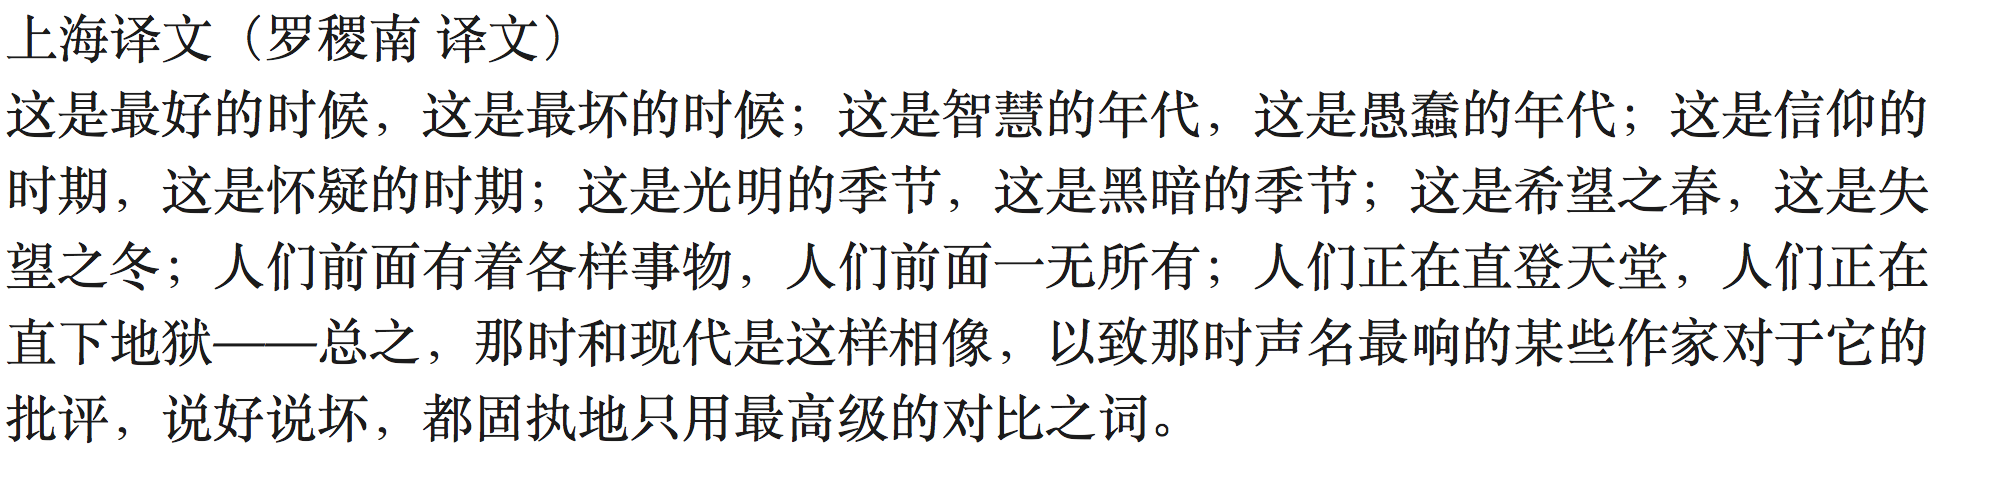 上海译文（罗稷南 译文）
这是最好的时候，这是最坏的时候；这是智慧的年代，这是愚蠢的年代；这是信仰的
时期，这是怀疑的时期；这是光明的季节，这是黑暗的季节；这是希望之春，这是失
望之冬；人们前面有着各样事物，人们前面一无所有；人们正在直登天堂，人们正在
直下地狱——总之，那时和现代是这样相像，以致那时声名最响的某些作家对于它的
批评，说好说坏，都固执地只用最高级的对比之词。